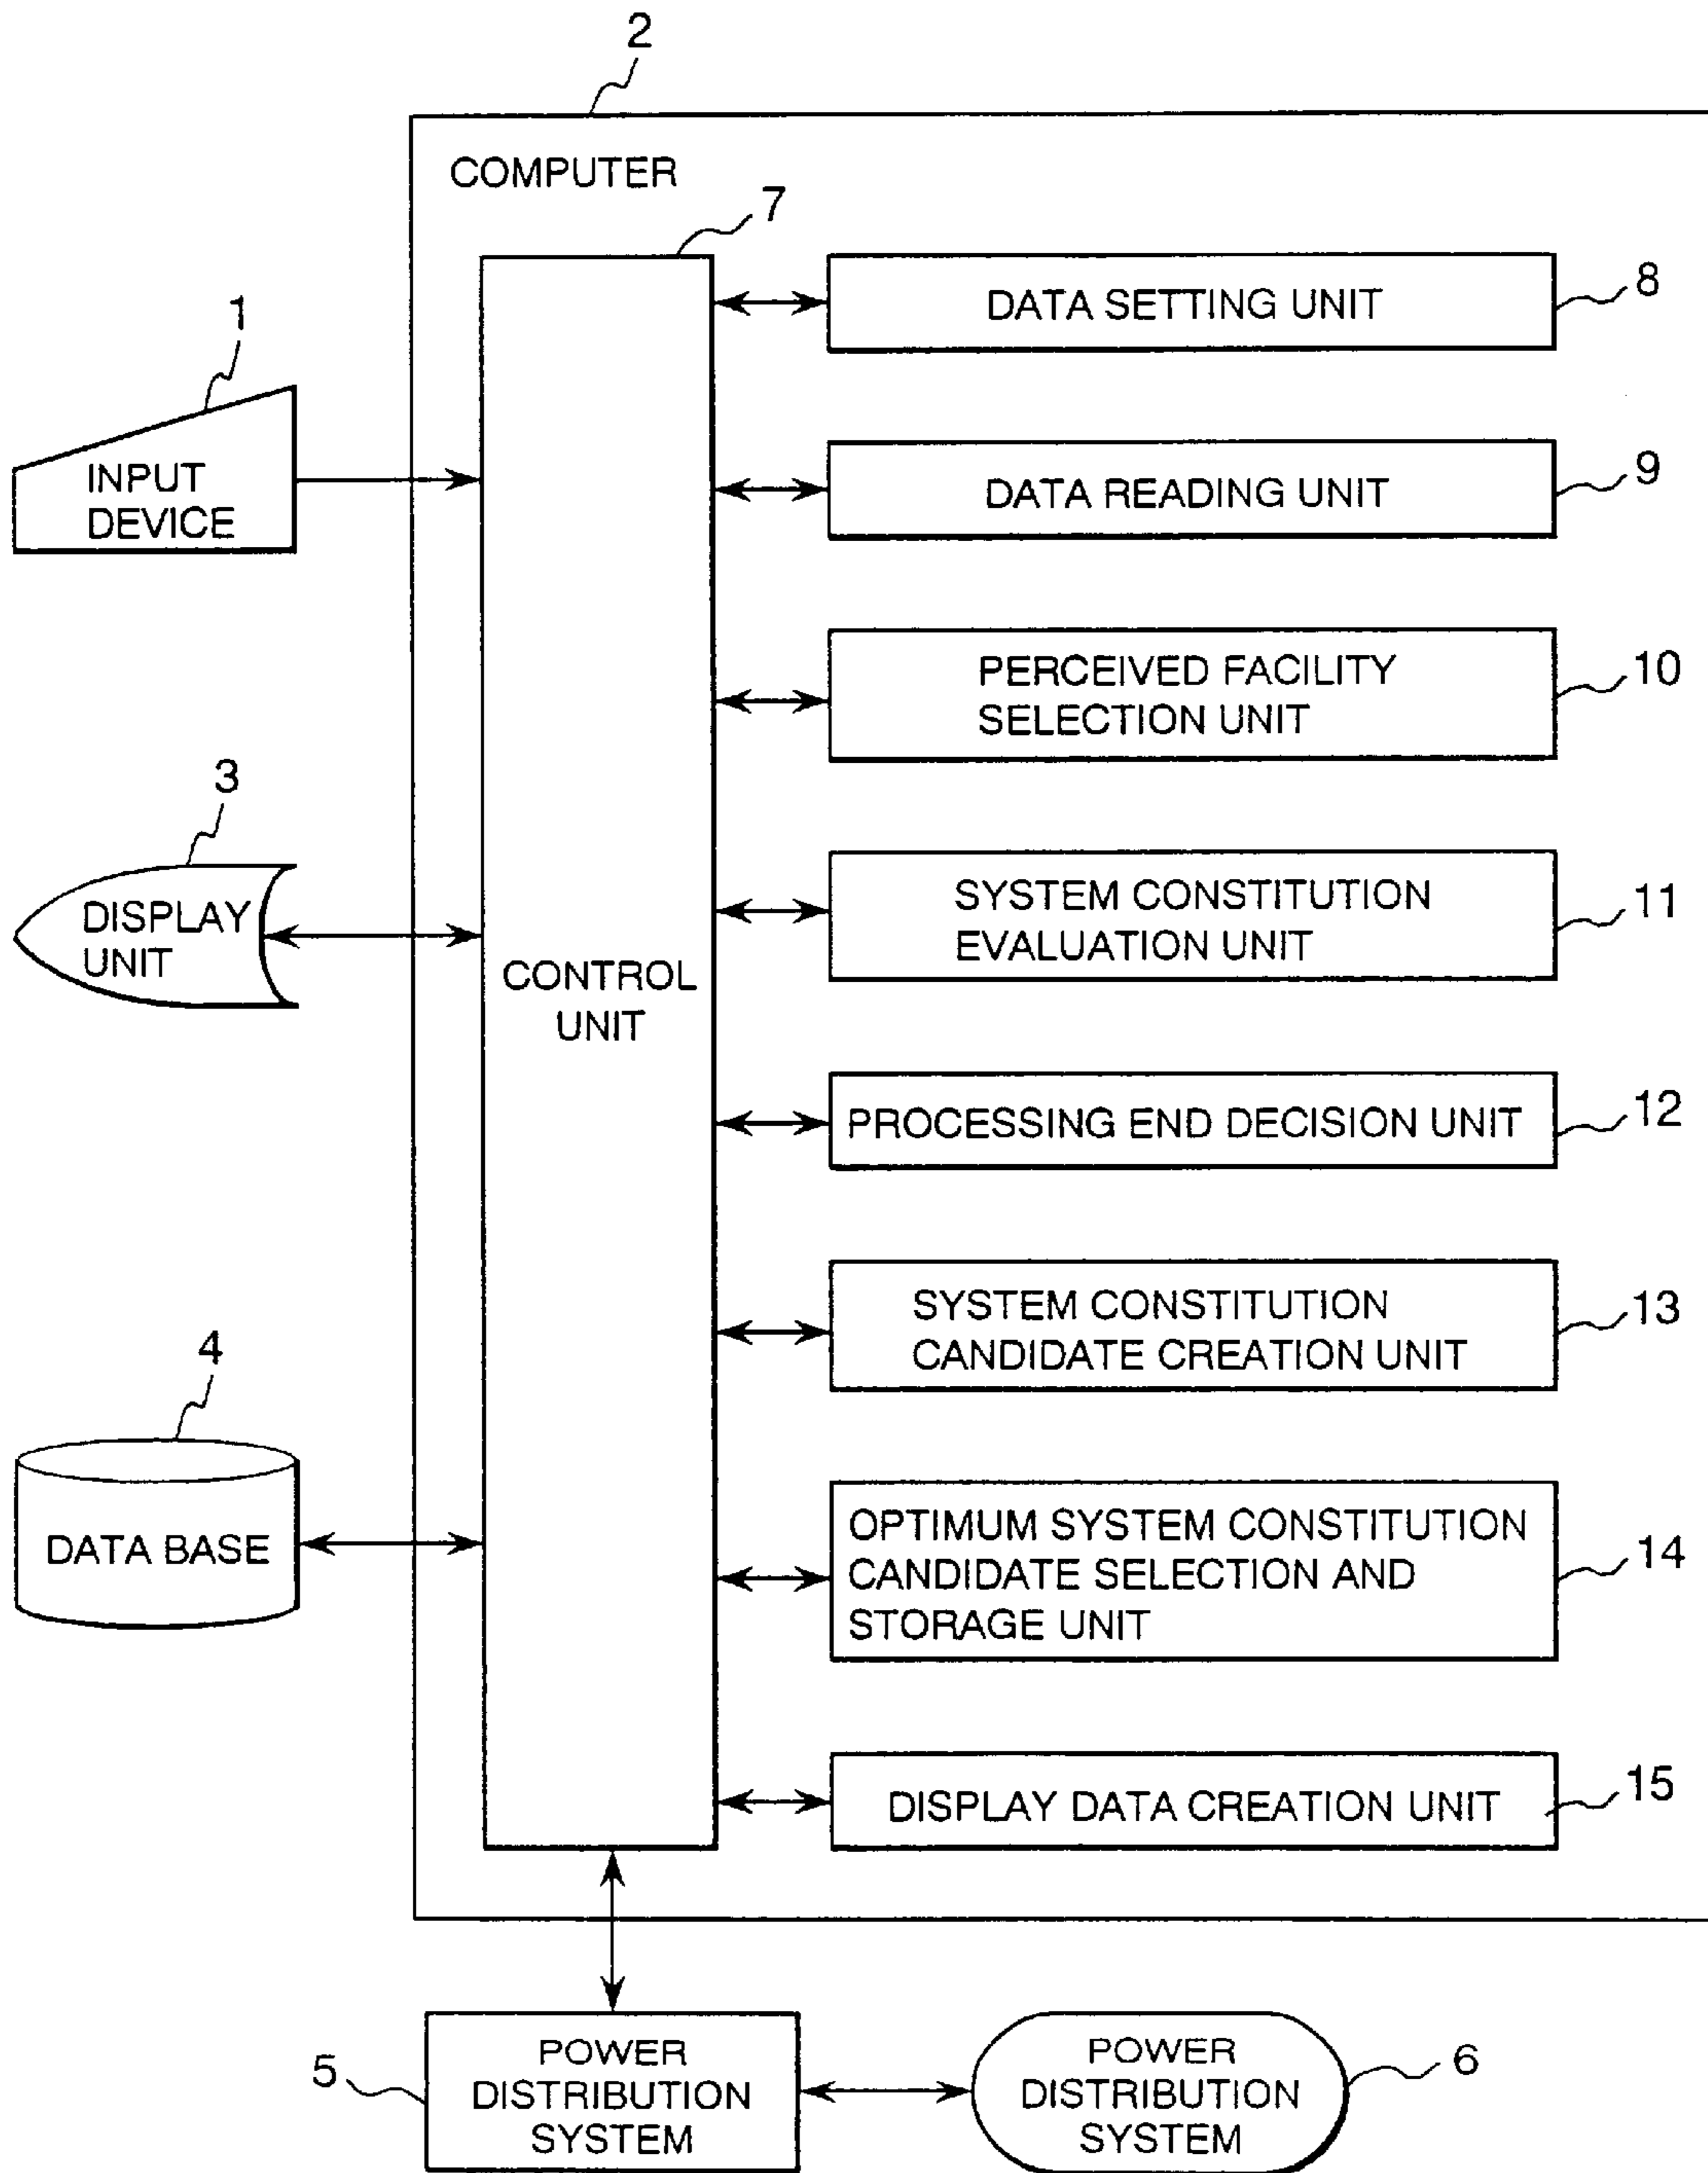 2
COMPUTER
7
CONTROL
UNIT
1
INPUT
DEVICE
3
DISPLAY
UNIT
4
DATA BASE
DATA SETTING UNIT
8
DATA READING UNIT
9
PERCEIVED FACILITY
SELECTION UNIT
10
SYSTEM CONSTITUTION
EVALUATION UNIT
11
PROCESSING END DECISION UNIT
12
SYSTEM CONSTITUTION
CANDIDATE CREATION UNIT
13
OPTIMUM SYSTEM CONSTITUTION
CANDIDATE SELECTION AND
STORAGE UNIT
14
DISPLAY DATA CREATION UNIT
15
5
POWER
DISTRIBUTION
SYSTEM
POWER
DISTRIBUTION
SYSTEM
6